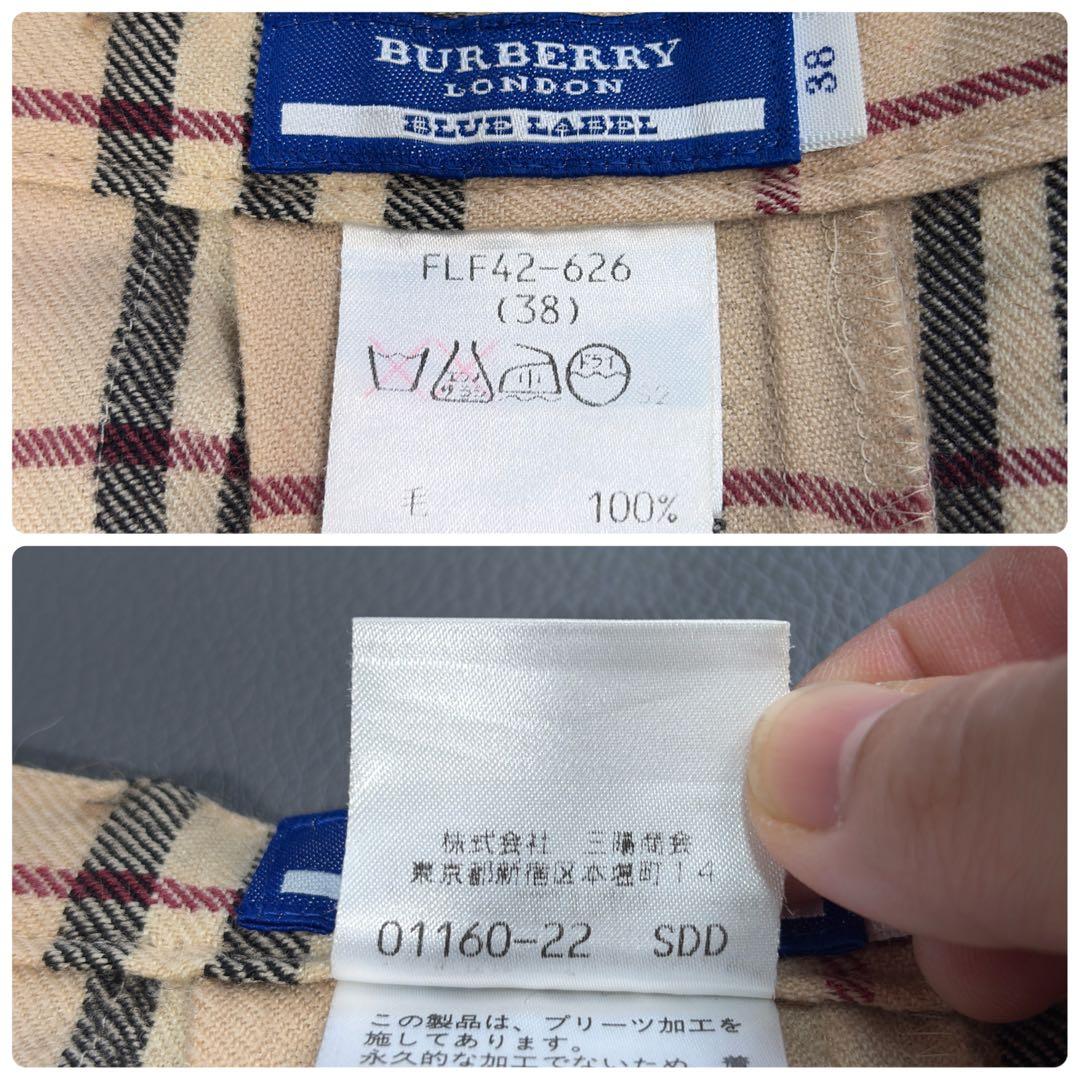 BURBERRY
LONDON
BLUE LABEL
38
FLF42-626
(38)
ドライ
毛 100%
株式会社 三陽商会
東京都新宿区本塩町14
01160-22 SDD
この製品は、プリーツ加工を
施してあります。
永久的な加工でないため、着